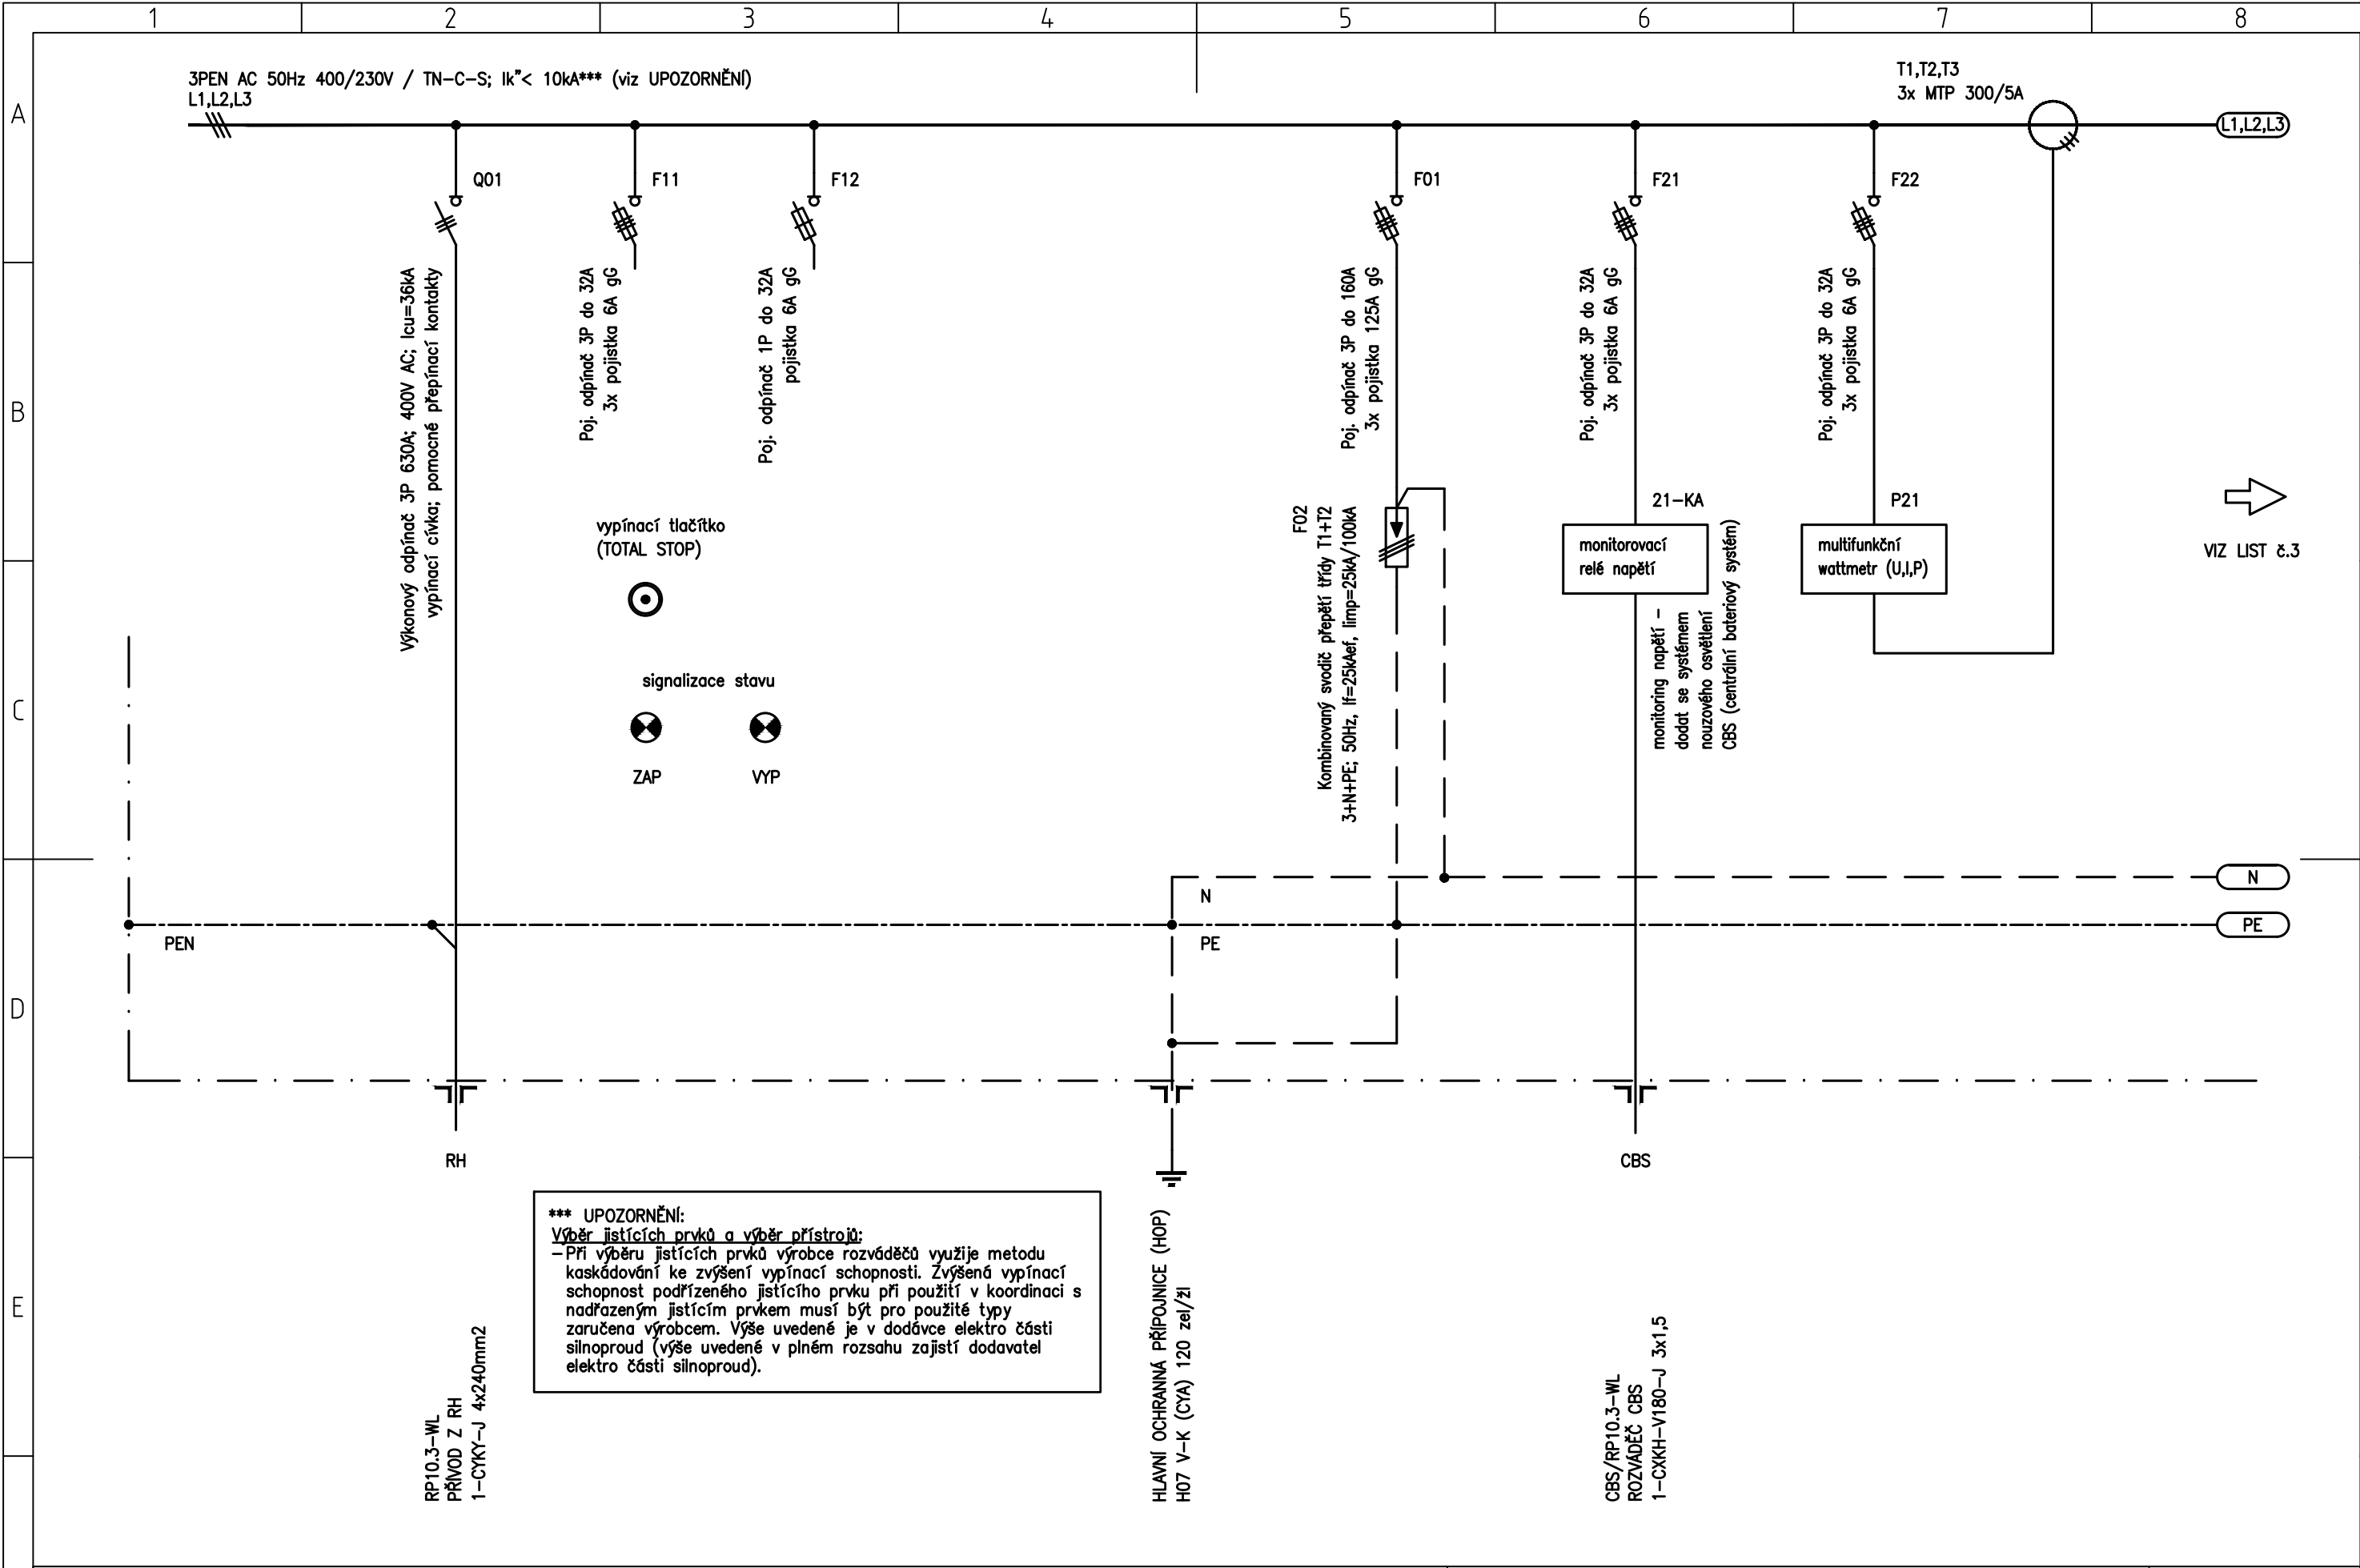 1
2
3
4
5
6
7
8
A
B
C
D
E
3PEN AC 50Hz 400/230V / TN-C-S; Ik"< 10kA*** (viz UPOZORNĚNÍ)
L1,L2,L3
T1,T2,T3
3x MTP 300/5A
L1,L2,L3
Q01
F11
F12
F01
F21
F22
Výkonový odpínač 3P 630A; 400V AC; Icu=36kA
vypínací cívka; pomocné přepínací kontakty
Poj. odpínač 3P do 32A
3x pojistka 6A gG
Poj. odpínač 1P do 32A
pojistka 6A gG
Poj. odpínač 3P do 160A
3x pojistka 125A gG
Poj. odpínač 3P do 32A
3x pojistka 6A gG
Poj. odpínač 3P do 32A
3x pojistka 6A gG
vypínací tlačítko
(TOTAL STOP)
signalizace stavu
ZAP
VYP
F02
Kombinovaný svodič přepětí třídy T1+T2
3+N+PE; 50Hz, If=25kAef, Iimp=25kA/100kA
21-KA
monitorovací
relé napětí
monitoring napětí -
dodat se systémem
nouzového osvětlení
CBS (centrální bateriový systém)
P21
multifunkční
wattmetr (U,I,P)
VIZ LIST č.3
N
N
PEN
PE
PE
RH
CBS
*** UPOZORNĚNÍ:
Výběr jistících prvků a výběr přístrojů:
-Při výběru jistících prvků výrobce rozváděčů využije metodu
kaskádování ke zvýšení vypínací schopnosti. Zvýšená vypínací
schopnost podřízeného jistícího prvku při použití v koordinaci s
nadřazeným jistícím prvkem musí být pro použité typy
zaručena výrobcem. Výše uvedené je v dodávce elektro části
silnoproud (výše uvedené v plném rozsahu zajistí dodavatel
elektro části silnoproud).
RP10.3-WL
PŘÍVOD Z RH
1-CYKY-J 4x240mm2
HLAVNÍ OCHRANNÁ PŘÍPOJNICE (HOP)
H07 V-K (CYA) 120 zel/žl
CBS/RP10.3-WL
ROZVÁDĚČ CBS
1-CXKH-V180-J 3x1,5